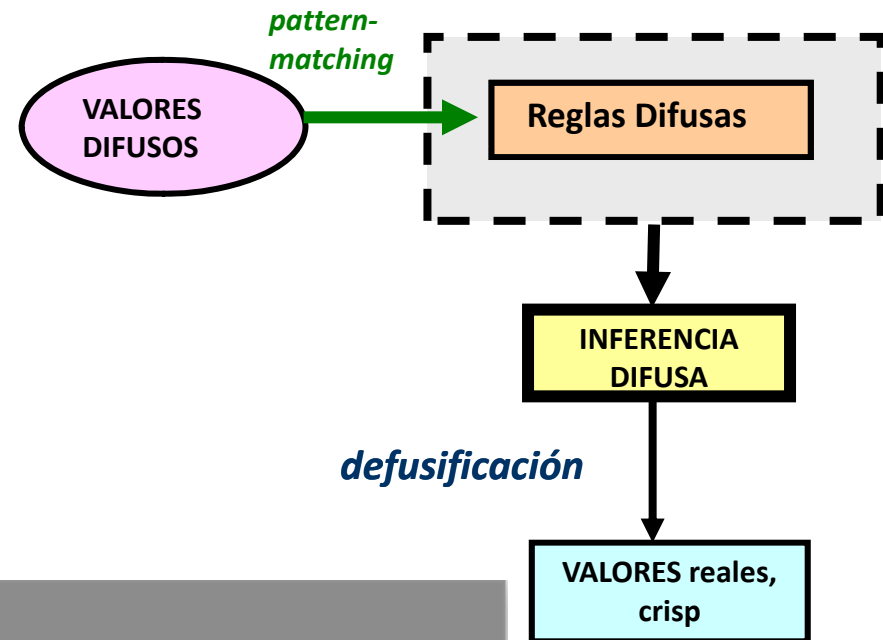 pattern-
matching
VALORES
DIFUSOS
Reglas Difusas
INFERENCIA
DIFUSA
defusificación
VALORES reales,
crisp